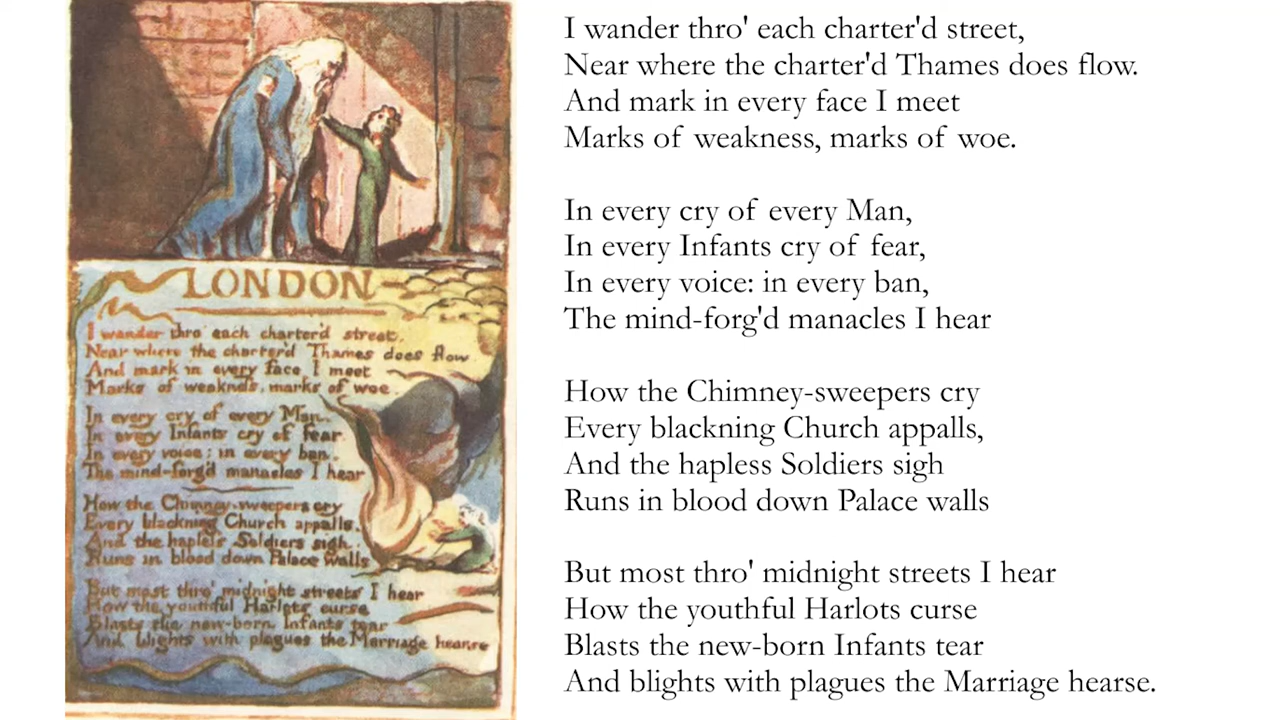 LONDON
I wander thro' each charter'd street,
Near where the charter'd Thames does flow
And mark in every face I meet
Marks of weakness, marks of woe.
In every cry of every Man.
In every Infants cry of fear
In every voice; in every ban.
The mind-forg'd manacles I hear
How the Chimney-sweepers cry
Every blackning Church appalls.
And the hapless Soldiers sigh
Runs in blood down Palace walls
But most thro' midnight streets I hear
How the youthful Harlots curse
Blasts the new-born Infants tear
And blights with plagues the Marriage hearse
I wander thro' each charter'd street,
Near where the charter'd Thames does flow.
And mark in every face I meet
Marks of weakness, marks of woe.
In every cry of every Man,
In every Infants cry of fear,
In every voice: in every ban,
The mind-forg'd manacles I hear
How the Chimney-sweepers cry
Every blackning Church appalls,
And the hapless Soldiers sigh
Runs in blood down Palace walls
But most thro' midnight streets I hear
How the youthful Harlots curse
Blasts the new-born Infants tear
And blights with plagues the Marriage hearse.